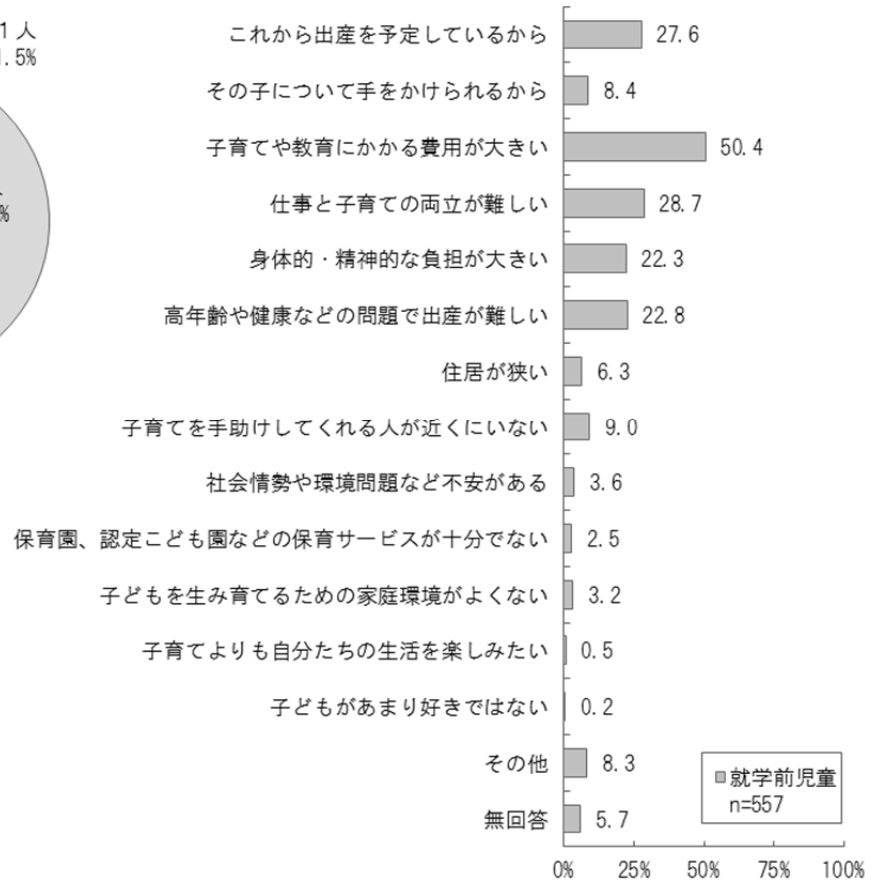 1人
1.5%
%
これから出産を予定しているから 27.6
その子について手をかけられるから 8.4
子育てや教育にかかる費用が大きい 50.4
仕事と子育ての両立が難しい 28.7
身体的・精神的な負担が大きい 22.3
高年齢や健康などの問題で出産が難しい 22.8
住居が狭い 6.3
子育てを手助けしてくれる人が近くにいない 9.0
社会情勢や環境問題など不安がある 3.6
保育園、認定こども園などの保育サービスが十分でない 2.5
子どもを生み育てるための家庭環境がよくない 3.2
子育てよりも自分たちの生活を楽しみたい 0.5
子どもがあまり好きではない 0.2
その他 8.3
無回答 5.7
就学前児童
n=557
0% 25% 50% 75% 100%